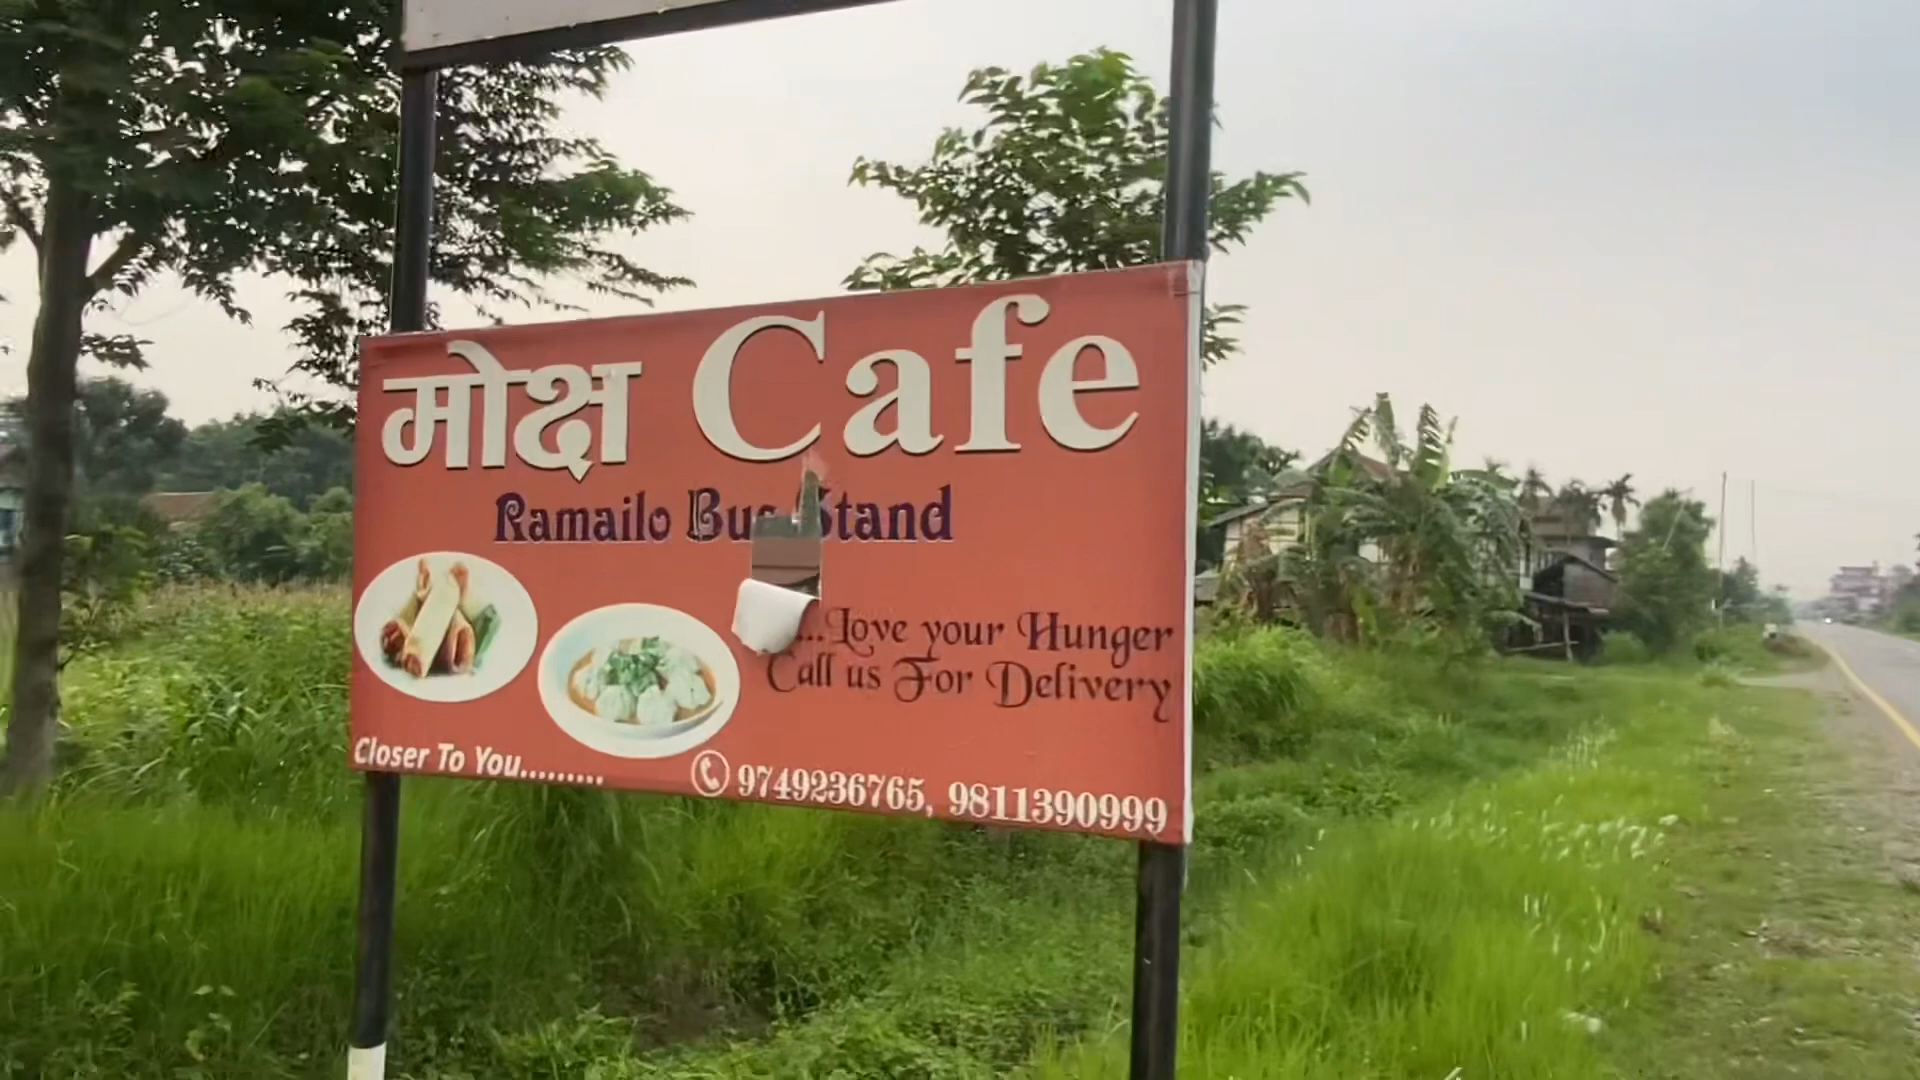 मोक्ष Cafe
Ramailo Bus Stand
...Love your Hunger
Call us For Delivery
Closer To You.........
9749236765, 9811390999